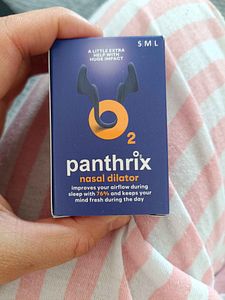 A LITTLE EXTRA
HELP WITH
HUGE IMPACT
S M L
O2
panthrix
nasal dilator
improves your airflow during
sleep with 76% and keeps your
mind fresh during the day